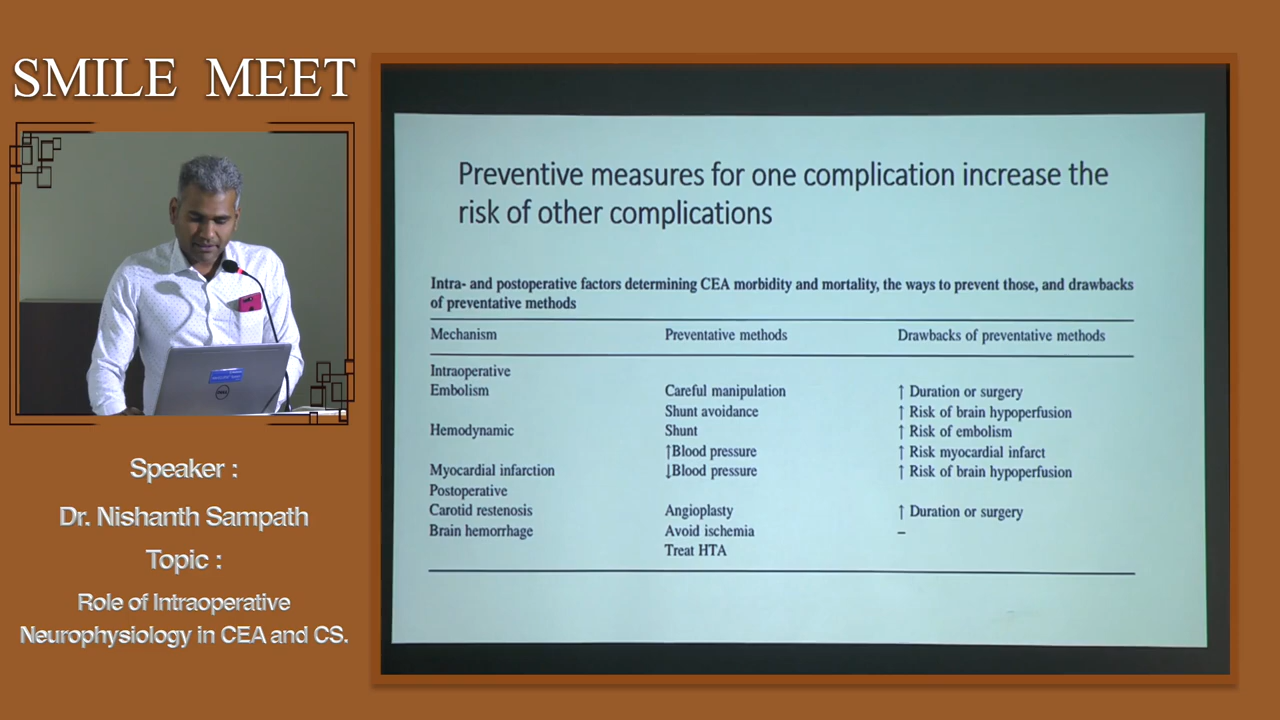 SMILE MEET
Speaker :
Dr. Nishanth Sampath
Topic :
Role of Intraoperative
Neurophysiology in CEA and CS.
Preventive measures for one complication increase the
risk of other complications
Intra- and postoperative factors determining CEA morbidity and mortality, the ways to prevent those, and drawbacks
of preventative methods
Mechanism Preventative methods Drawbacks of preventative methods
Intraoperative
Embolism Careful manipulation ↑ Duration or surgery
Shunt avoidance ↑ Risk of brain hypoperfusion
Hemodynamic Shunt ↑ Risk of embolism
↑Blood pressure ↑ Risk myocardial infarct
Myocardial infarction ↓Blood pressure ↑ Risk of brain hypoperfusion
Postoperative
Carotid restenosis Angioplasty ↑ Duration or surgery
Brain hemorrhage Avoid ischemia –
Treat HTA